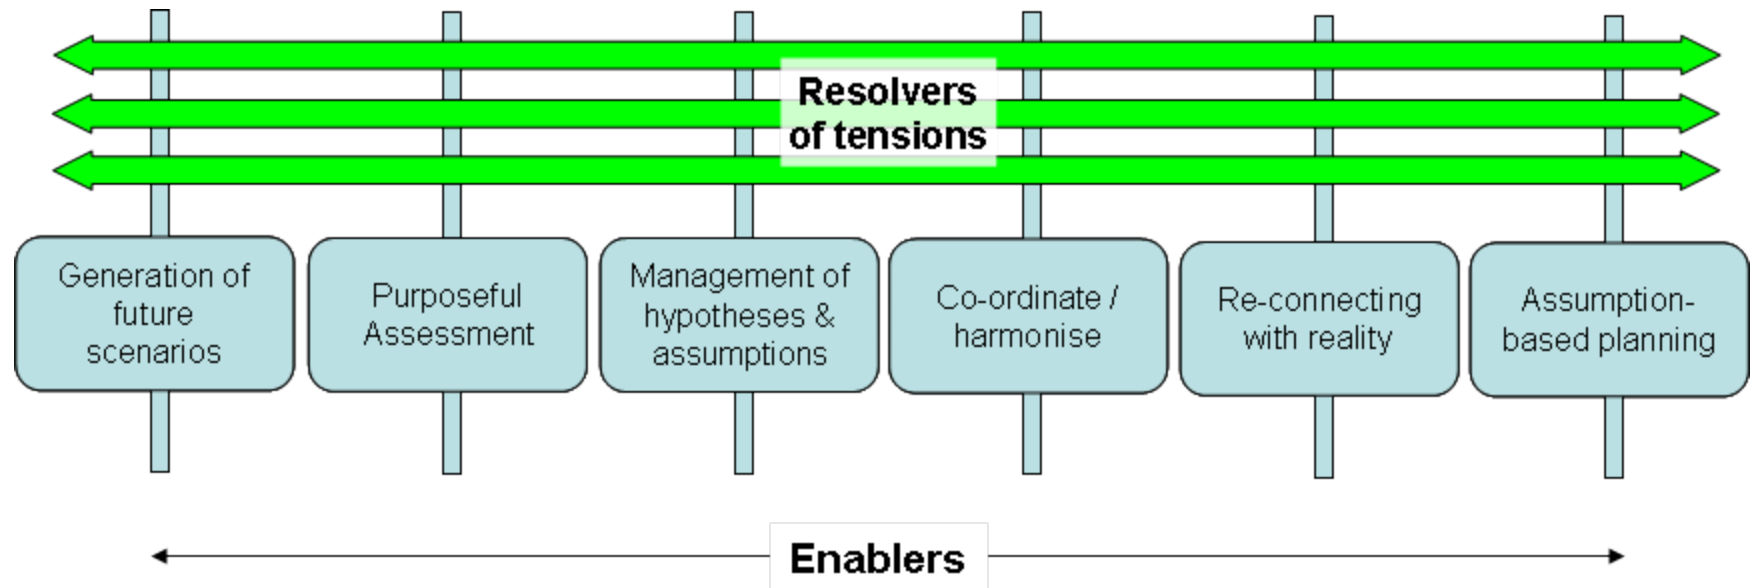 Resolvers
of tensions
Generation of
future
scenarios
Purposeful
Assessment
Management of
hypotheses &
assumptions
Co-ordinate /
harmonise
Re-connecting
with reality
Assumption-
based planning
Enablers